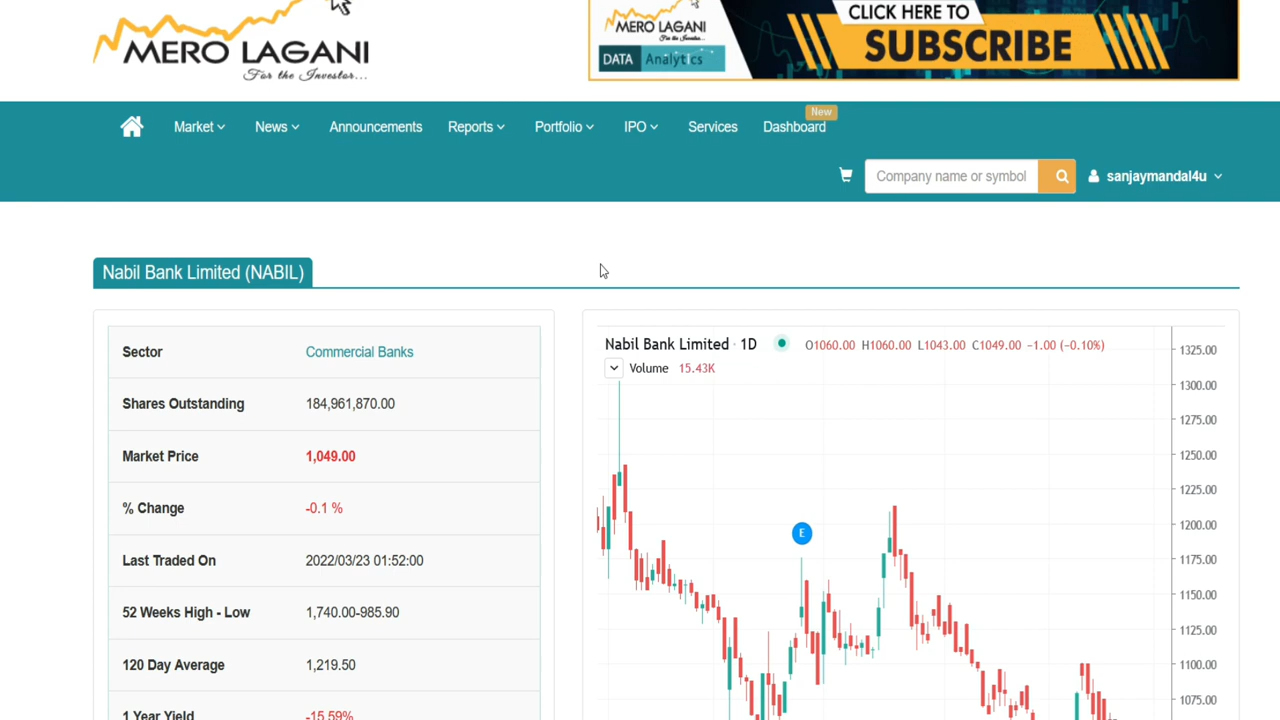 MERO LAGANI
For the Investor...
MERO LAGANI
For the Investor...
DATA Analytics
CLICK HERE TO
SUBSCRIBE
Market
News
Announcements
Reports
Portfolio
IPO
Services
Dashboard
New
Company name or symbol
sanjaymandal4u
Nabil Bank Limited (NABIL)
Sector Commercial Banks
Shares Outstanding 184,961,870.00
Market Price 1,049.00
% Change -0.1 %
Last Traded On 2022/03/23 01:52:00
52 Weeks High - Low 1,740.00-985.90
120 Day Average 1,219.50
1 Year Yield -15.59%
Nabil Bank Limited · 1D O1060.00 H1060.00 L1043.00 C1049.00 −1.00 (−0.10%)
Volume 15.43K
E
1325.00
1300.00
1275.00
1250.00
1225.00
1200.00
1175.00
1150.00
1125.00
1100.00
1075.00